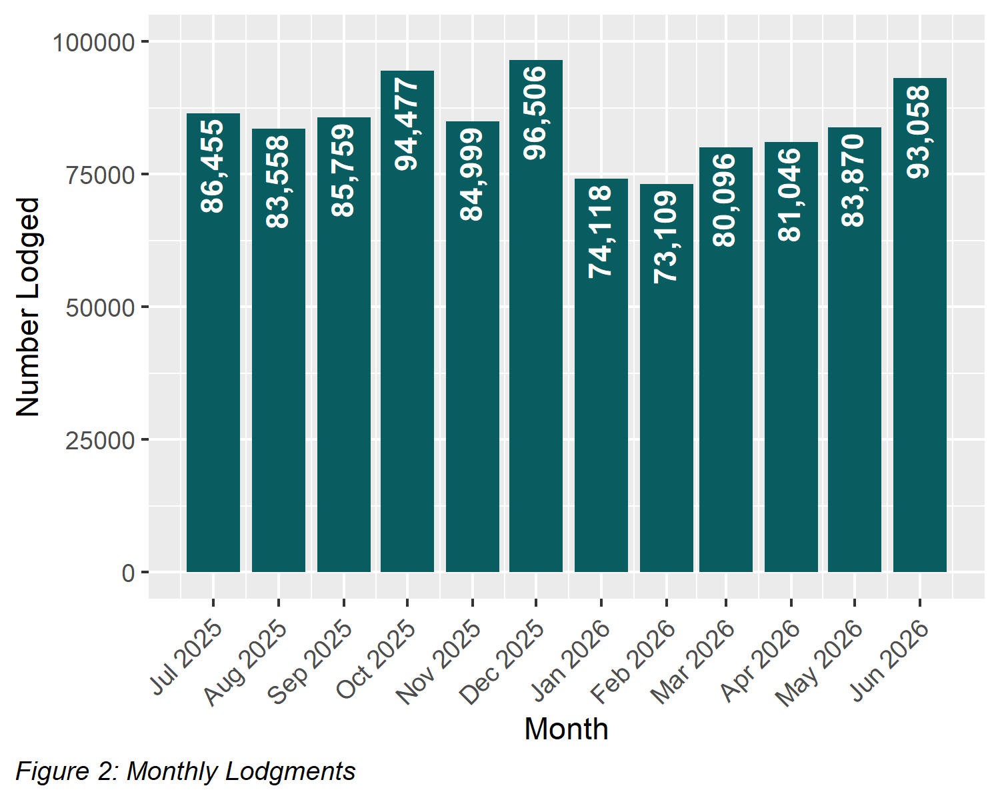 100000
75000
50000
25000
0
Number Lodged
86,455
83,558
85,759
94,477
84,999
96,506
74,118
73,109
80,096
81,046
83,870
93,058
Jul 2025
Aug 2025
Sep 2025
Oct 2025
Nov 2025
Dec 2025
Jan 2026
Feb 2026
Mar 2026
Apr 2026
May 2026
Jun 2026
Month
Figure 2: Monthly Lodgments